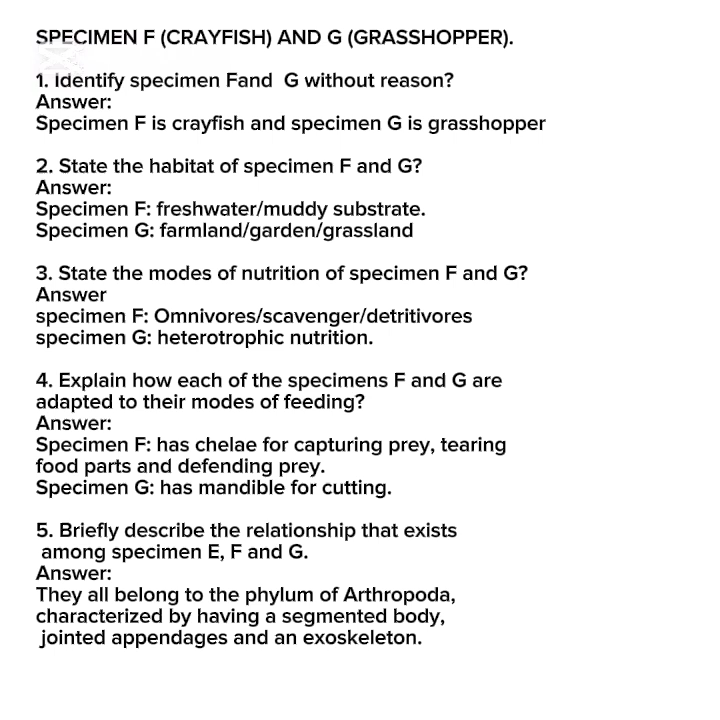 SPECIMEN F (CRAYFISH) AND G (GRASSHOPPER).
1. Identify specimen Fand  G without reason?
Answer:
Specimen F is crayfish and specimen G is grasshopper
2. State the habitat of specimen F and G?
Answer:
Specimen F: freshwater/muddy substrate.
Specimen G: farmland/garden/grassland
3. State the modes of nutrition of specimen F and G?
Answer
specimen F: Omnivores/scavenger/detritivores
specimen G: heterotrophic nutrition.
4. Explain how each of the specimens F and G are
adapted to their modes of feeding?
Answer:
Specimen F: has chelae for capturing prey, tearing
food parts and defending prey.
Specimen G: has mandible for cutting.
5. Briefly describe the relationship that exists
among specimen E, F and G.
Answer:
They all belong to the phylum of Arthropoda,
characterized by having a segmented body,
jointed appendages and an exoskeleton.